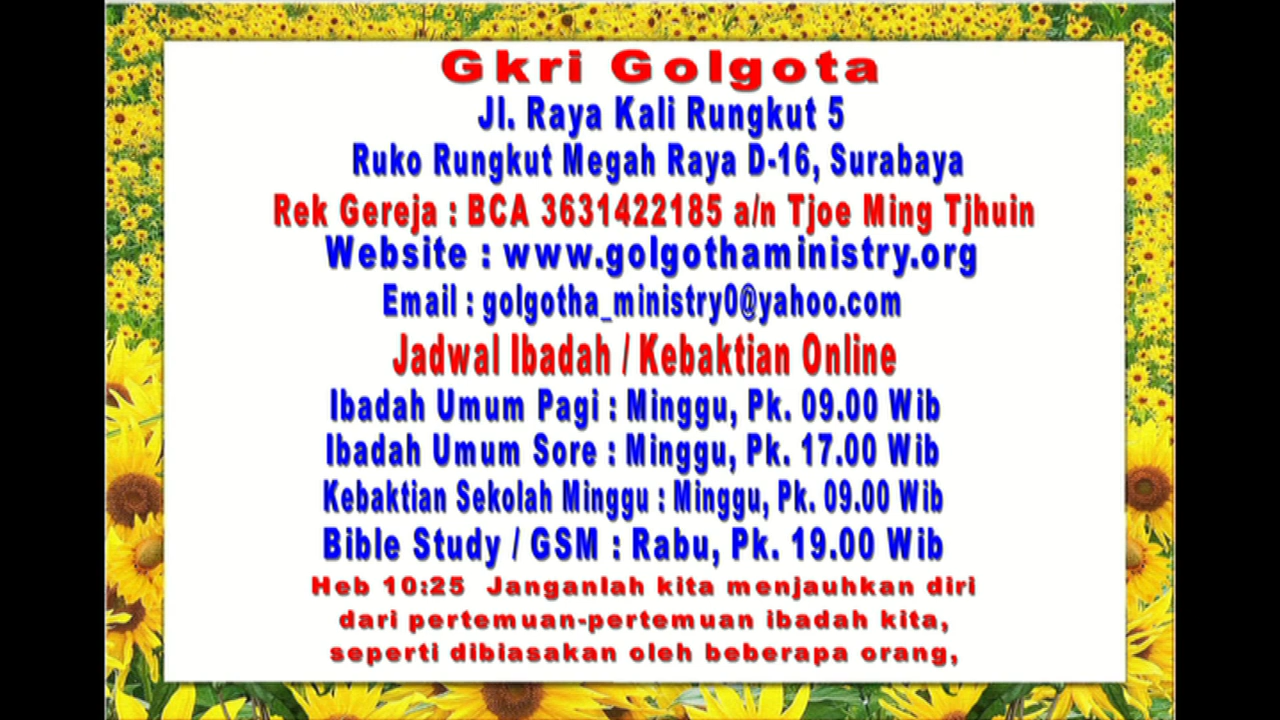 Gkri Golgota
Jl. Raya Kali Rungkut 5
Ruko Rungkut Megah Raya D-16, Surabaya
Rek Gereja : BCA 3631422185 a/n Tjoe Ming Tjhuin
Website : www.golgothaministry.org
Email : golgotha_ministry0@yahoo.com
Jadwal Ibadah / Kebaktian Online
Ibadah Umum Pagi : Minggu, Pk. 09.00 Wib
Ibadah Umum Sore : Minggu, Pk. 17.00 Wib
Kebaktian Sekolah Minggu : Minggu, Pk. 09.00 Wib
Bible Study / GSM : Rabu, Pk. 19.00 Wib
Heb 10:25 Janganlah kita menjauhkan diri
dari pertemuan-pertemuan ibadah kita,
seperti dibiasakan oleh beberapa orang,